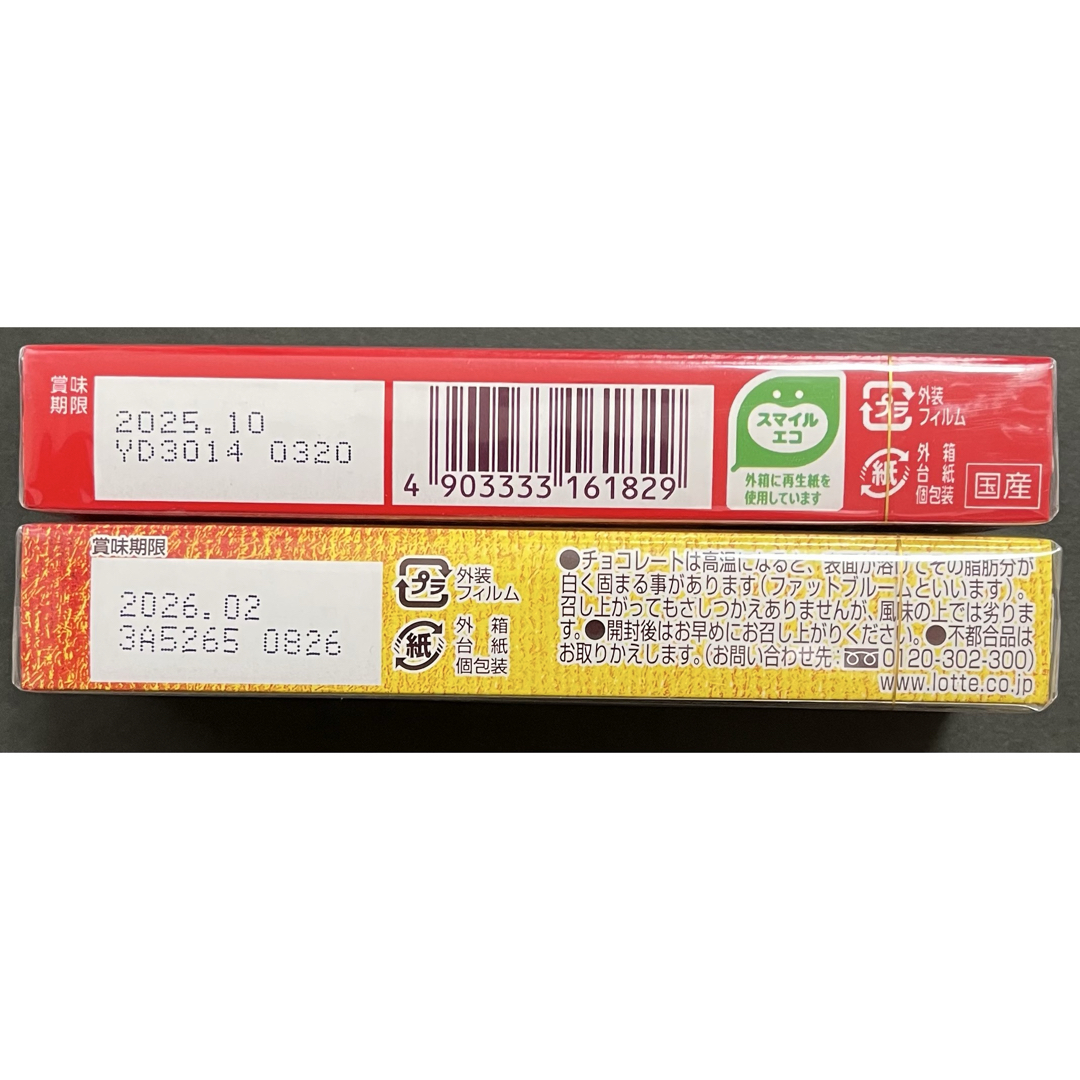 賞味
期限
2025.10
YD3014 0320
4 903333 161829
スマイル
エコ
外箱に再生紙を
使用しています
プラ
外装
フィルム
紙
外 箱
台 紙
個包装
国産
賞味期限
2026.02
3A5265 0826
プラ
外装
フィルム
紙
外 箱
台 紙
個包装
●チョコレートは高温になると、表面が溶けてその脂肪分が
白く固まる事があります(ファットブルームといいます)。
召し上がってもさしつかえありませんが、風味の上では劣りま
す。●開封後はお早めにお召し上がりください。●不都合品は
お取りかえします。(お問い合わせ先:0120-302-300)
www.lotte.co.jp